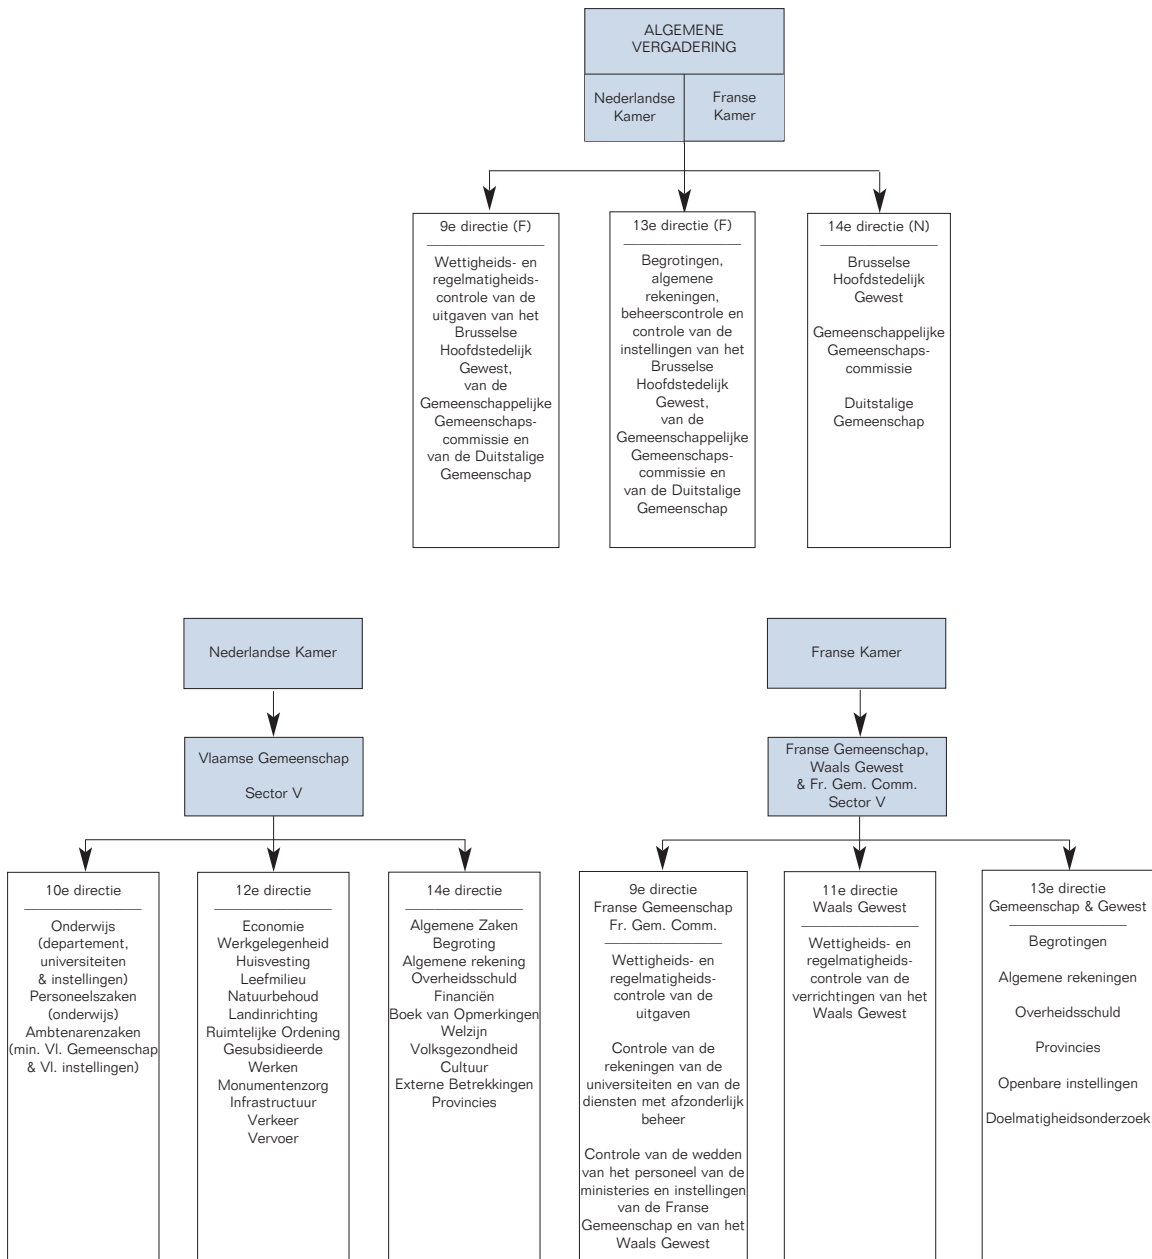 ALGEMENE
VERGADERING
Nederlandse
Kamer
Franse
Kamer
9e directie (F)
Wettigheids- en
regelmatigheids-
controle van de
uitgaven van het
Brusselse
Hoofdstedelijk
Gewest,
van de
Gemeenschappelijke
Gemeenschaps-
commissie en
van de Duitstalige
Gemeenschap
13e directie (F)
Begrotingen,
algemene
rekeningen,
beheerscontrole en
controle van de
instellingen van het
Brusselse
Hoofdstedelijk
Gewest,
van de
Gemeenschappelijke
Gemeenschaps-
commissie en
van de Duitstalige
Gemeenschap
14e directie (N)
Brusselse
Hoofdstedelijk
Gewest
Gemeenschappelijke
Gemeenschaps-
commissie
Duitstalige
Gemeenschap
Nederlandse Kamer
Vlaamse Gemeenschap
Sector V
10e directie
Onderwijs
(departement,
universiteiten
& instellingen)
Personeelszaken
(onderwijs)
Ambtenarenzaken
(min. Vl. Gemeenschap
& Vl. instellingen)
12e directie
Economie
Werkgelegenheid
Huisvesting
Leefmilieu
Natuurbehoud
Landinrichting
Ruimtelijke Ordening
Gesubsidieerde
Werken
Monumentenzorg
Infrastructuur
Verkeer
Vervoer
14e directie
Algemene Zaken
Begroting
Algemene rekening
Overheidsschuld
Financiën
Boek van Opmerkingen
Welzijn
Volksgezondheid
Cultuur
Externe Betrekkingen
Provincies
Franse Kamer
Franse Gemeenschap,
Waals Gewest
& Fr. Gem. Comm.
Sector V
9e directie
Franse Gemeenschap
Fr. Gem. Comm.
Wettigheids- en
regelmatigheids-
controle van de
uitgaven
Controle van de
rekeningen van de
universiteiten en van de
diensten met afzonderlijk
beheer
Controle van de wedden
van het personeel van de
ministeries en instellingen
van de Franse
Gemeenschap en van het
Waals Gewest
11e directie
Waals Gewest
Wettigheids- en
regelmatigheids-
controle van de
verrichtingen van het
Waals Gewest
13e directie
Gemeenschap & Gewest
Begrotingen
Algemene rekeningen
Overheidsschuld
Provincies
Openbare instellingen
Doelmatigheidsonderzoek